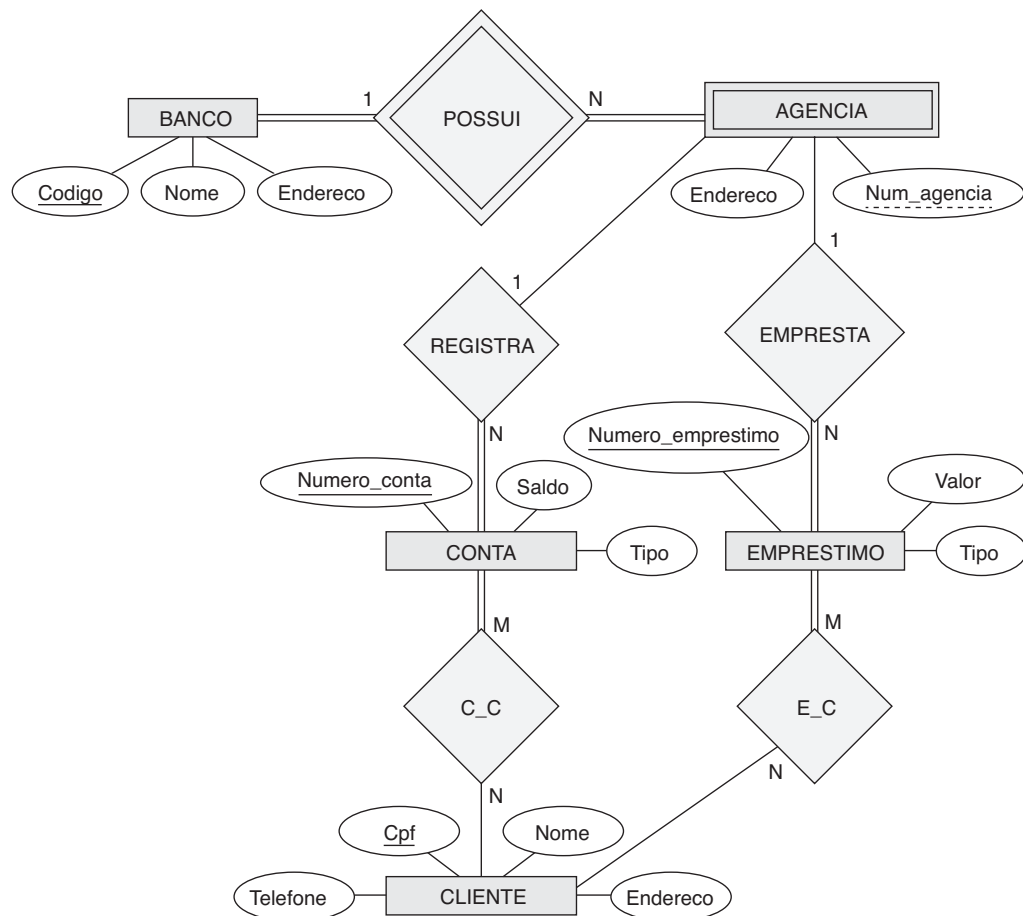 BANCO
1
POSSUI
N
AGENCIA
Codigo
Nome
Endereco
Endereco
Num_agencia
1
1
REGISTRA
EMPRESTA
N
N
Numero_conta
Saldo
Numero_emprestimo
Valor
CONTA
Tipo
EMPRESTIMO
Tipo
M
M
C_C
E_C
N
N
Cpf
Nome
Telefone
CLIENTE
Endereco